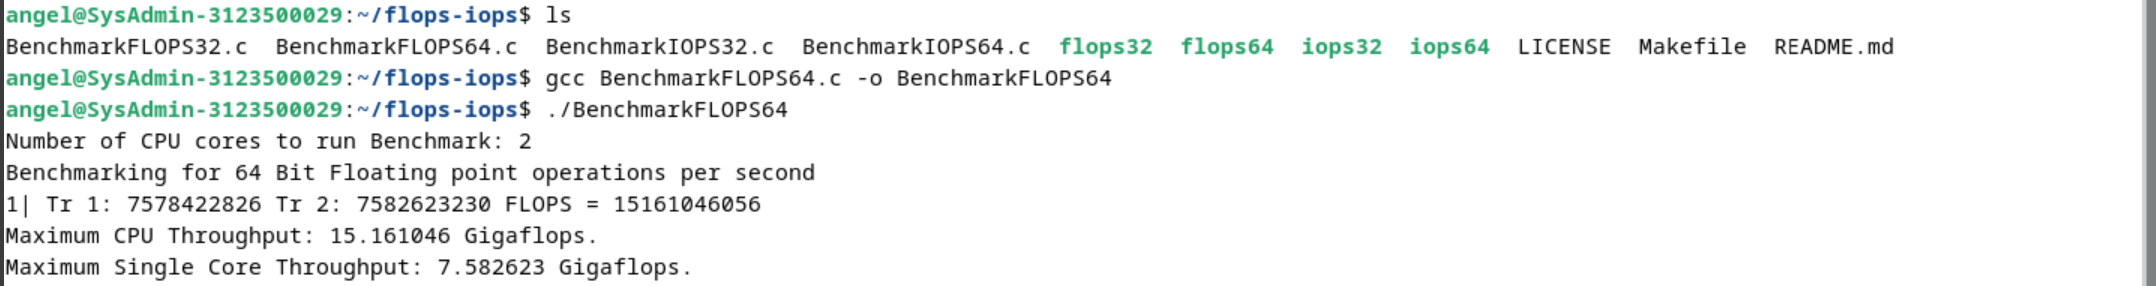 angel@SysAdmin-3123500029:~/flops-iops$ ls
BenchmarkFLOPS32.c  BenchmarkFLOPS64.c  BenchmarkIOPS32.c  BenchmarkIOPS64.c  flops32  flops64  iops32  iops64  LICENSE  Makefile  README.md
angel@SysAdmin-3123500029:~/flops-iops$ gcc BenchmarkFLOPS64.c -o BenchmarkFLOPS64
angel@SysAdmin-3123500029:~/flops-iops$ ./BenchmarkFLOPS64
Number of CPU cores to run Benchmark: 2
Benchmarking for 64 Bit Floating point operations per second
1| Tr 1: 7578422826 Tr 2: 7582623230 FLOPS = 15161046056
Maximum CPU Throughput: 15.161046 Gigaflops.
Maximum Single Core Throughput: 7.582623 Gigaflops.